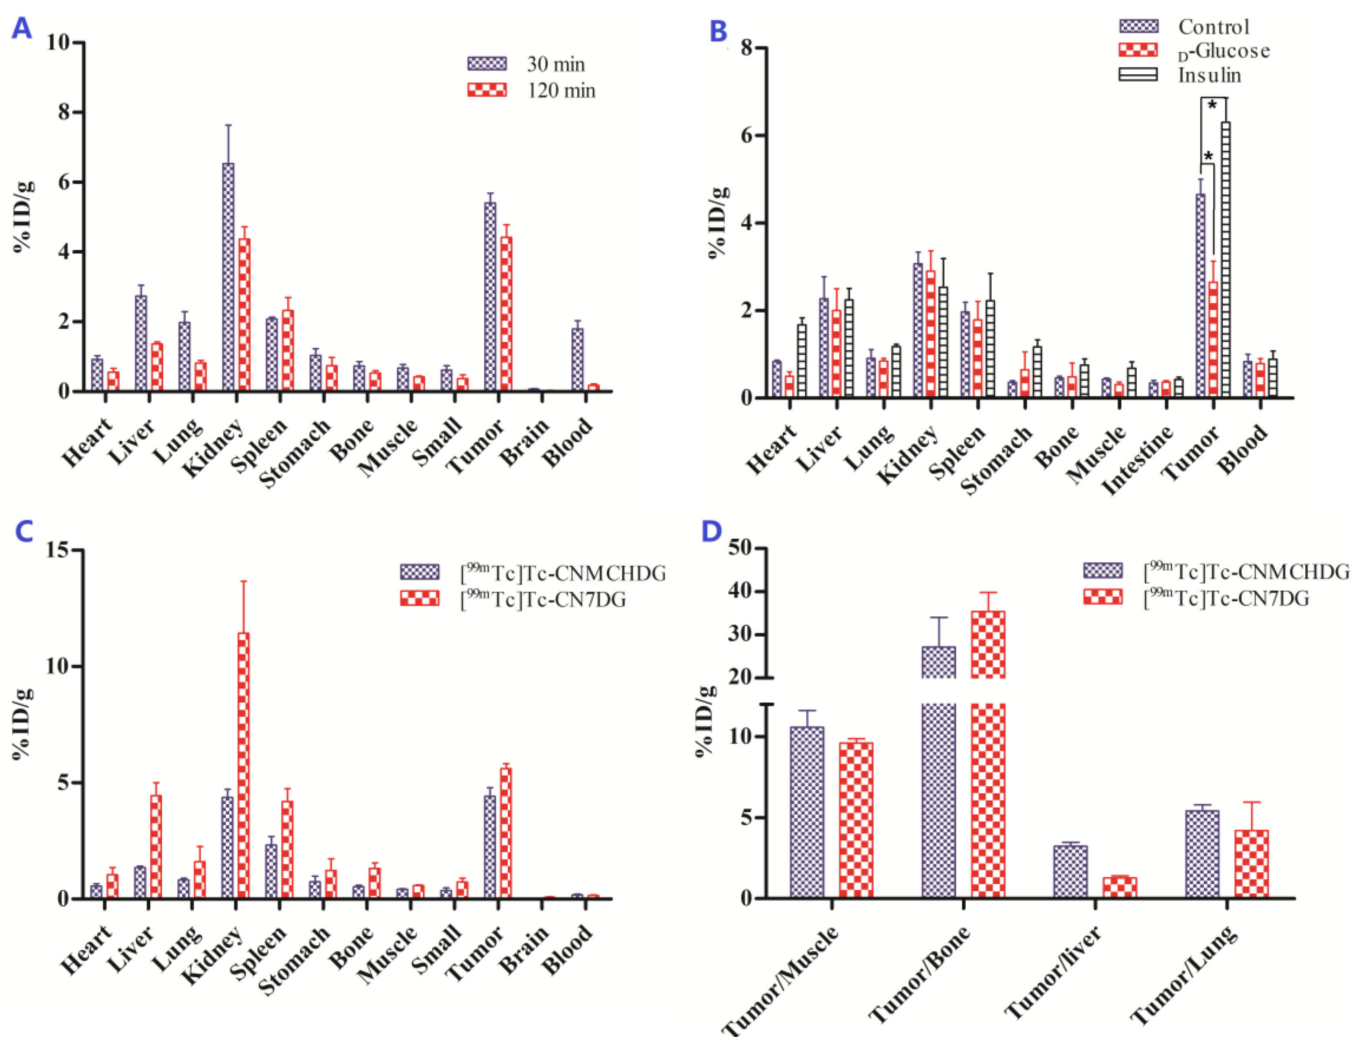 A
10
8
6
4
2
0
%ID/g
30 min
120 min
Heart
Liver
Lung
Kidney
Spleen
Stomach
Bone
Muscle
Small
Tumor
Brain
Blood
B
8
6
4
2
0
%ID/g
Control
D-Glucose
Insulin
*
*
Heart
Liver
Lung
Kidney
Spleen
Stomach
Bone
Muscle
Intestine
Tumor
Blood
C
15
10
5
0
%ID/g
[⁹⁹ᵐTc]Tc-CNMCHDG
[⁹⁹ᵐTc]Tc-CN7DG
Heart
Liver
Lung
Kidney
Spleen
Stomach
Bone
Muscle
Small
Tumor
Brain
Blood
D
50
40
30
20
10
5
0
%ID/g
[⁹⁹ᵐTc]Tc-CNMCHDG
[⁹⁹ᵐTc]Tc-CN7DG
Tumor/Muscle
Tumor/Bone
Tumor/liver
Tumor/Lung